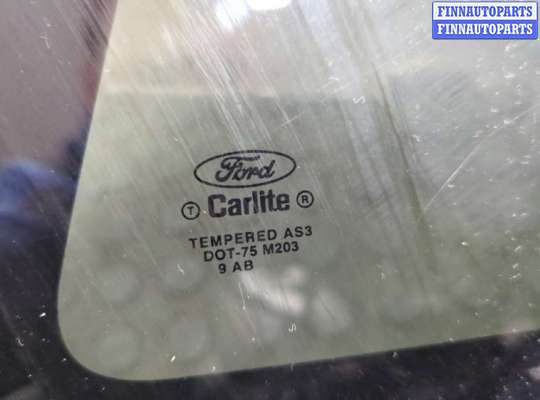 FINNAUTOPARTS
FINNAUTOPARTS
Ford
T Carlite R
TEMPERED AS3
DOT-75 M203
9 AB